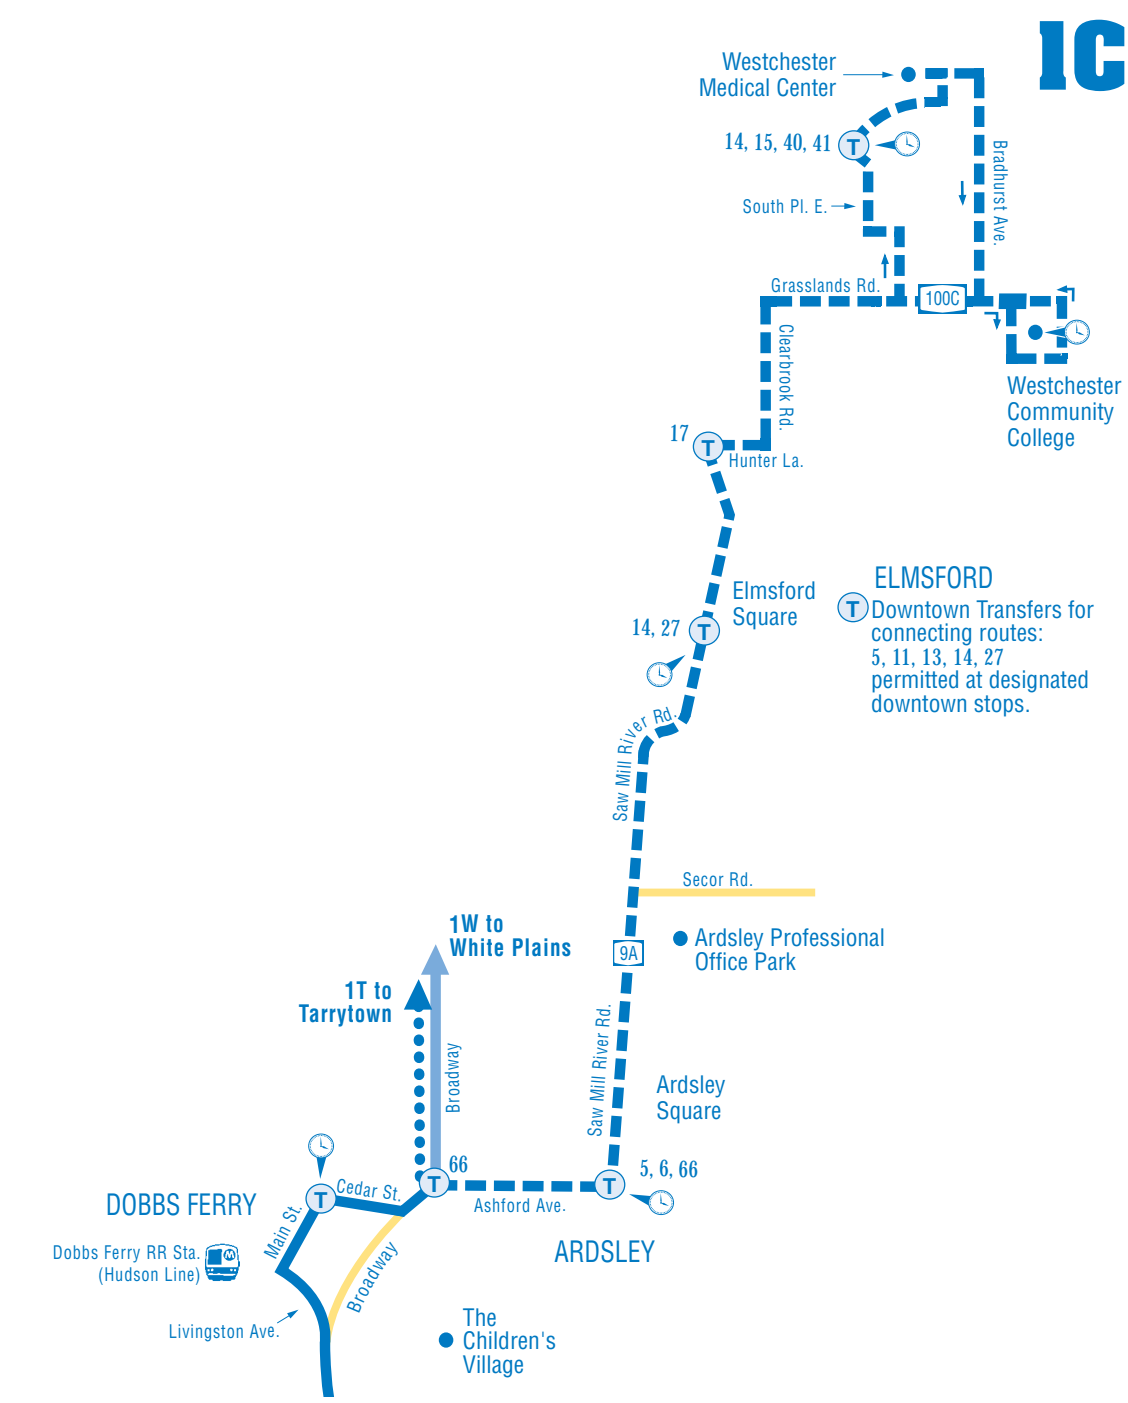 1C
Westchester
Medical Center
14, 15, 40, 41
T
Bradhurst Ave.
South Pl. E.
Grasslands Rd.
100C
Clearbrook Rd.
Westchester
Community
College
17
T
Hunter La.
Elmsford
Square
14, 27
T
ELMSFORD
T
Downtown Transfers for
connecting routes:
5, 11, 13, 14, 27
permitted at designated
downtown stops.
Saw Mill River Rd.
Secor Rd.
9A
Ardsley Professional
Office Park
1W to
White Plains
1T to
Tarrytown
Broadway
Saw Mill River Rd.
Ardsley
Square
66
T
5, 6, 66
T
Ashford Ave.
ARDSLEY
DOBBS FERRY
T
Cedar St.
Main St.
Dobbs Ferry RR Sta.
(Hudson Line)
M
Broadway
Livingston Ave.
The
Children's
Village